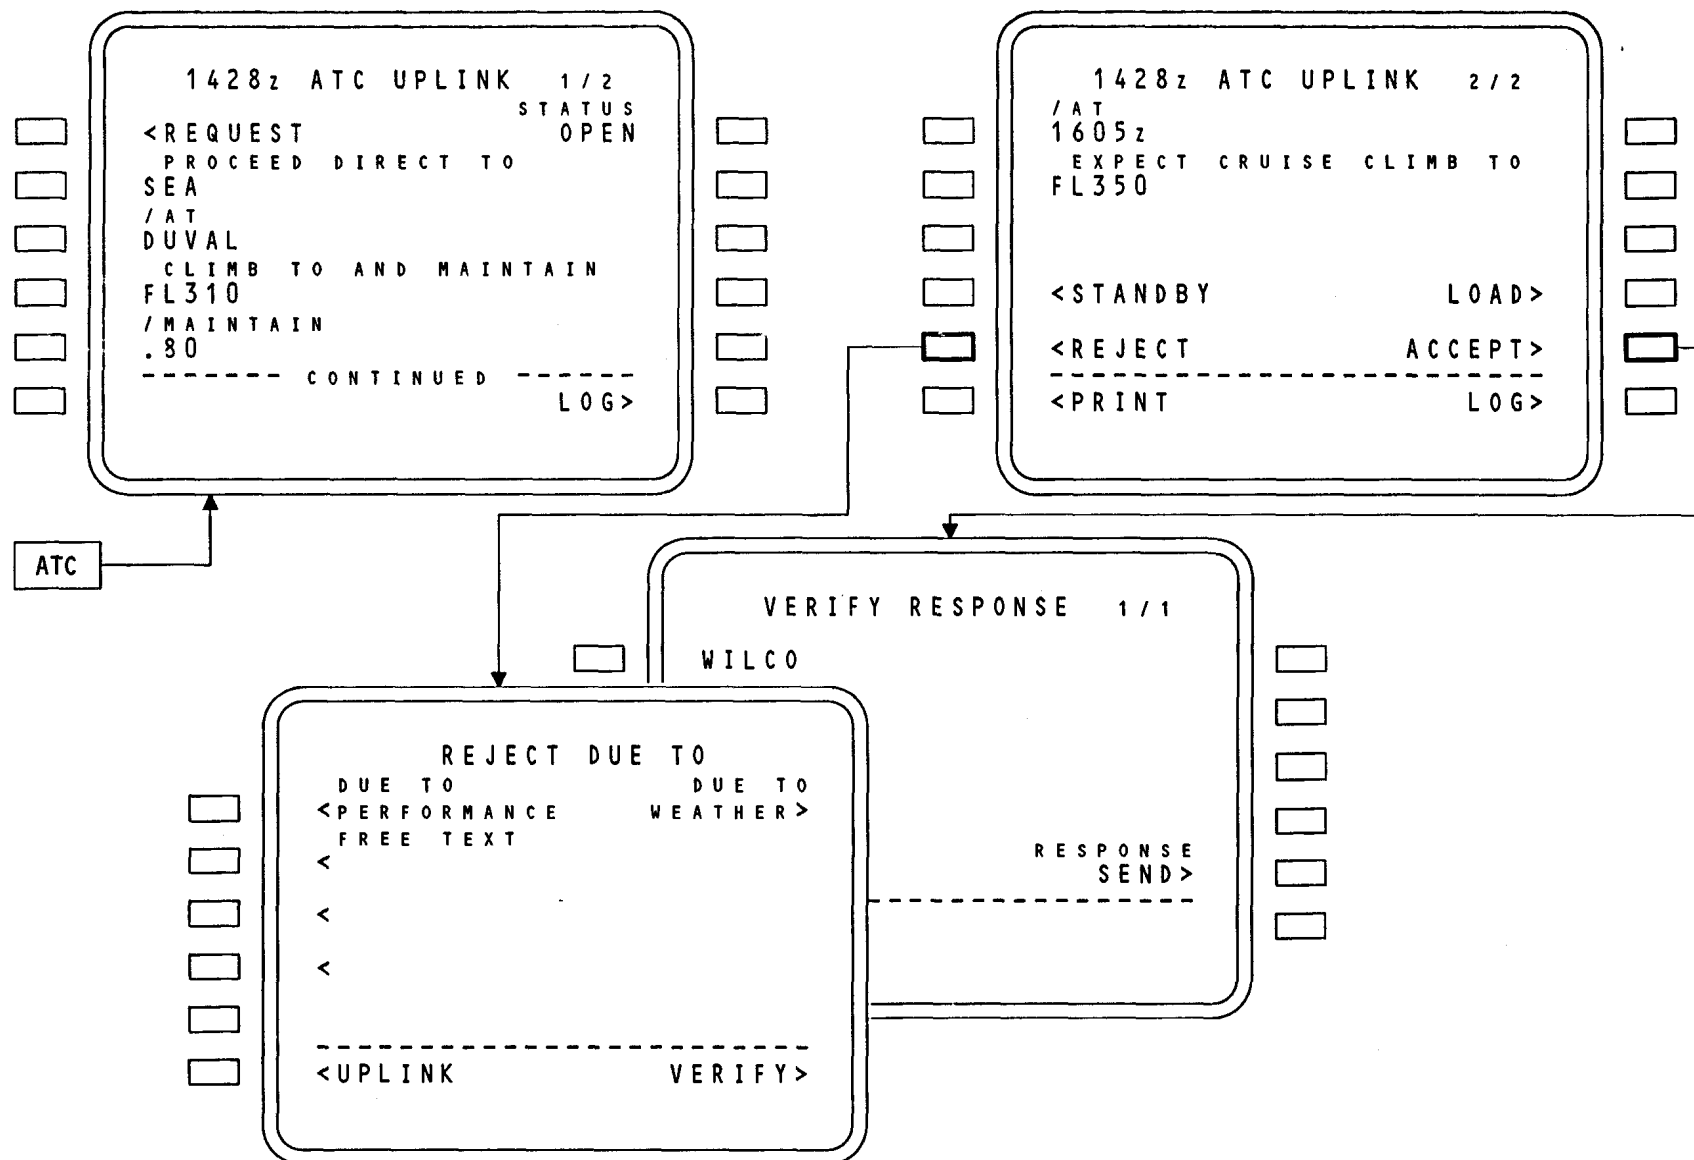 1428z ATC UPLINK 1/2
STATUS
<REQUEST OPEN
PROCEED DIRECT TO
SEA
/AT
DUVAL
CLIMB TO AND MAINTAIN
FL310
/MAINTAIN
.80
------- CONTINUED ------
LOG>
1428z ATC UPLINK 2/2
/AT
1605z
EXPECT CRUISE CLIMB TO
FL350
<STANDBY LOAD>
<REJECT ACCEPT>
<PRINT LOG>
ATC
VERIFY RESPONSE 1/1
WILCO
RESPONSE
SEND>
REJECT DUE TO
DUE TO DUE TO
<PERFORMANCE WEATHER>
FREE TEXT
<
<
<
<UPLINK VERIFY>